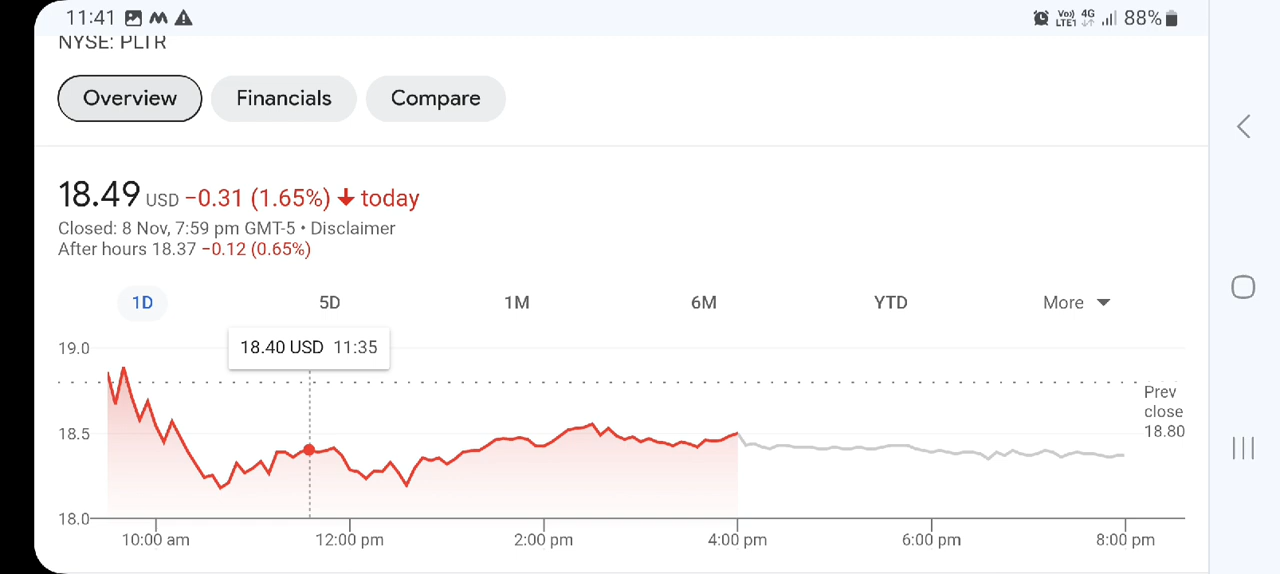 11:41 Vo)) LTE1 4G 88%
NYSE: PLTR
Overview Financials Compare
18.49 USD −0.31 (1.65%) today
Closed: 8 Nov, 7:59 pm GMT-5 • Disclaimer
After hours 18.37 −0.12 (0.65%)
1D 5D 1M 6M YTD More
18.40 USD 11:35
19.0
Prev
close
18.80
18.5
18.0
10:00 am 12:00 pm 2:00 pm 4:00 pm 6:00 pm 8:00 pm